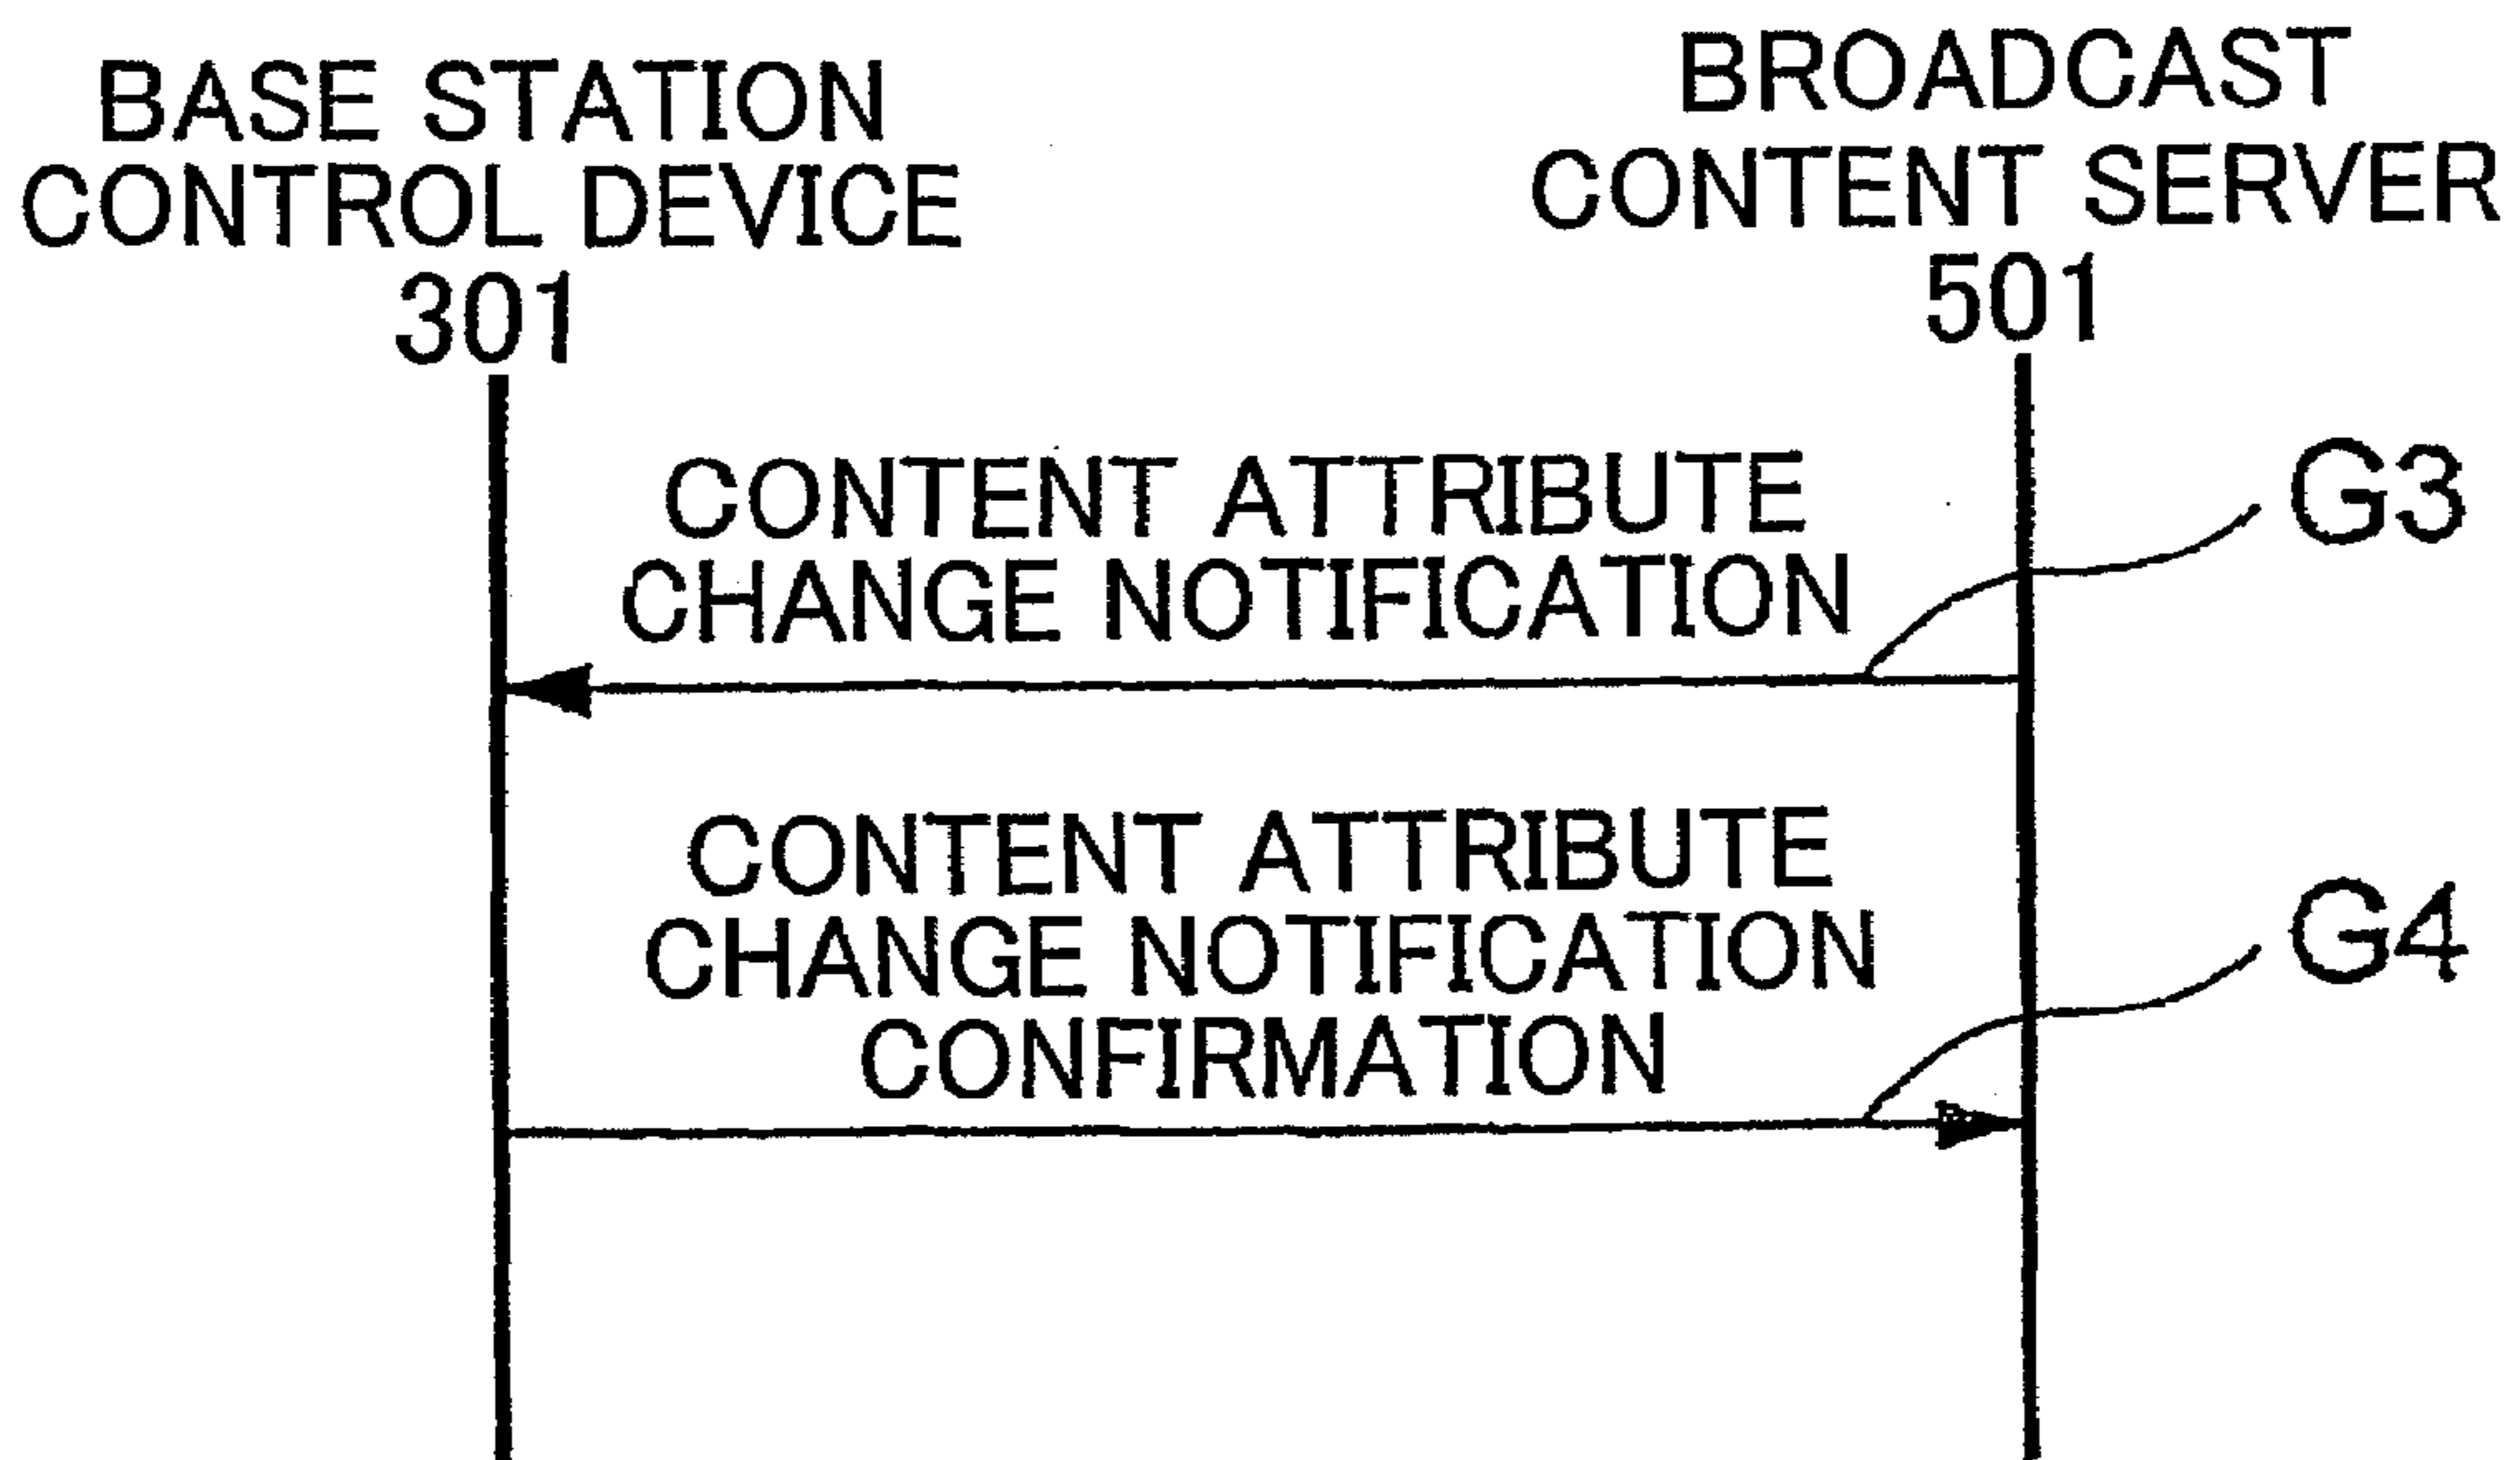 BASE STATION
CONTROL DEVICE
301
BROADCAST
CONTENT SERVER
501
CONTENT ATTRIBUTE
CHANGE NOTIFICATION
G3
CONTENT ATTRIBUTE
CHANGE NOTIFICATION
CONFIRMATION
G4